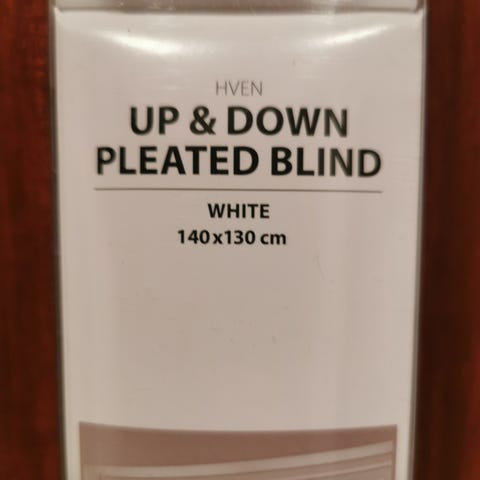 HVEN
UP & DOWN
PLEATED BLIND
WHITE
140x130 cm